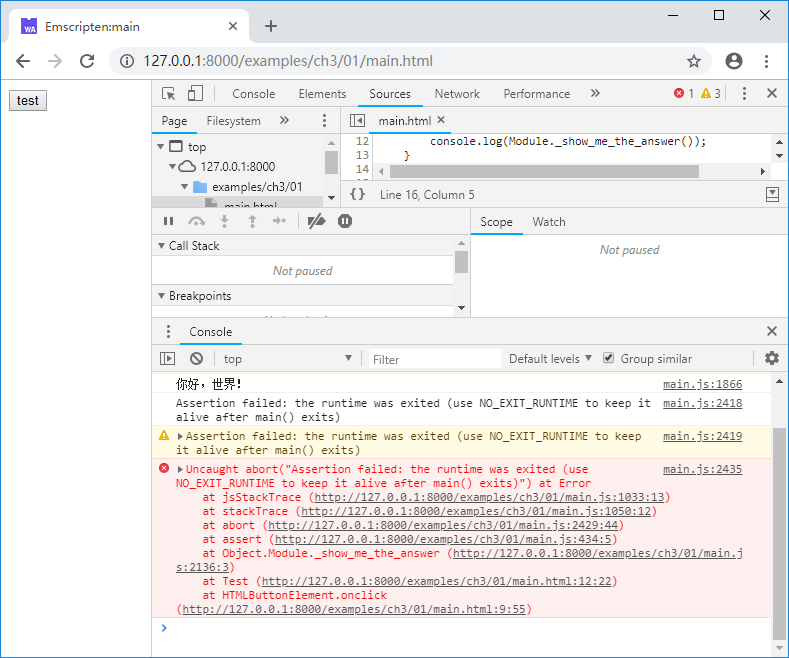 Emscripten:main
127.0.0.1:8000/examples/ch3/01/main.html
test
Console Elements Sources Network Performance » 1 3
Page Filesystem »
main.html
top
127.0.0.1:8000
examples/ch3/01
main.html
12 console.log(Module._show_me_the_answer());
13 }
14
{} Line 16, Column 5
Scope Watch
Call Stack
Not paused
Not paused
Breakpoints
Console
top Filter Default levels Group similar
你好，世界！ main.js:1866
Assertion failed: the runtime was exited (use NO_EXIT_RUNTIME to keep it main.js:2418
alive after main() exits)
Assertion failed: the runtime was exited (use NO_EXIT_RUNTIME to keep main.js:2419
it alive after main() exits)
Uncaught abort("Assertion failed: the runtime was exited (use main.js:2435
NO_EXIT_RUNTIME to keep it alive after main() exits)") at Error
at jsStackTrace (http://127.0.0.1:8000/examples/ch3/01/main.js:1033:13)
at stackTrace (http://127.0.0.1:8000/examples/ch3/01/main.js:1050:12)
at abort (http://127.0.0.1:8000/examples/ch3/01/main.js:2429:44)
at assert (http://127.0.0.1:8000/examples/ch3/01/main.js:434:5)
at Object.Module._show_me_the_answer (http://127.0.0.1:8000/examples/ch3/01/main.j
s:2136:3)
at Test (http://127.0.0.1:8000/examples/ch3/01/main.html:12:22)
at HTMLButtonElement.onclick
(http://127.0.0.1:8000/examples/ch3/01/main.html:9:55)